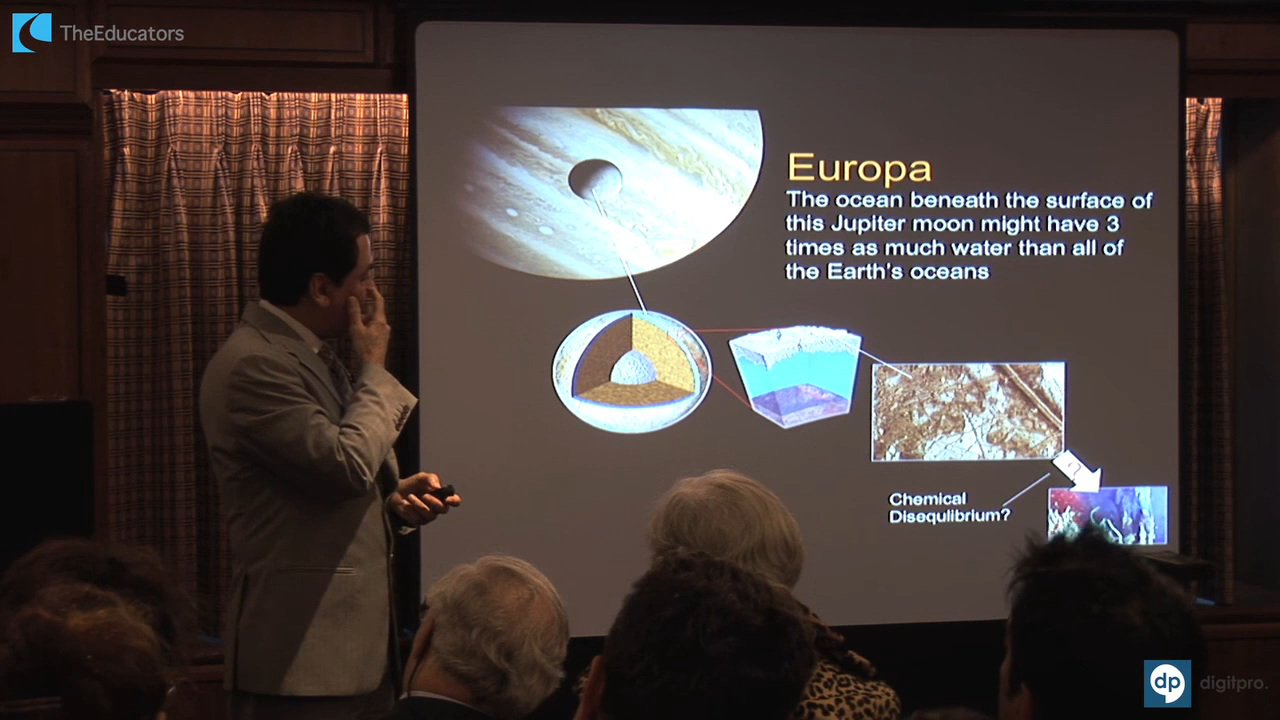 TheEducators
Europa
The ocean beneath the surface of
this Jupiter moon might have 3
times as much water than all of
the Earth's oceans
?
Chemical
Disequlibrium?
dp
digitpro.